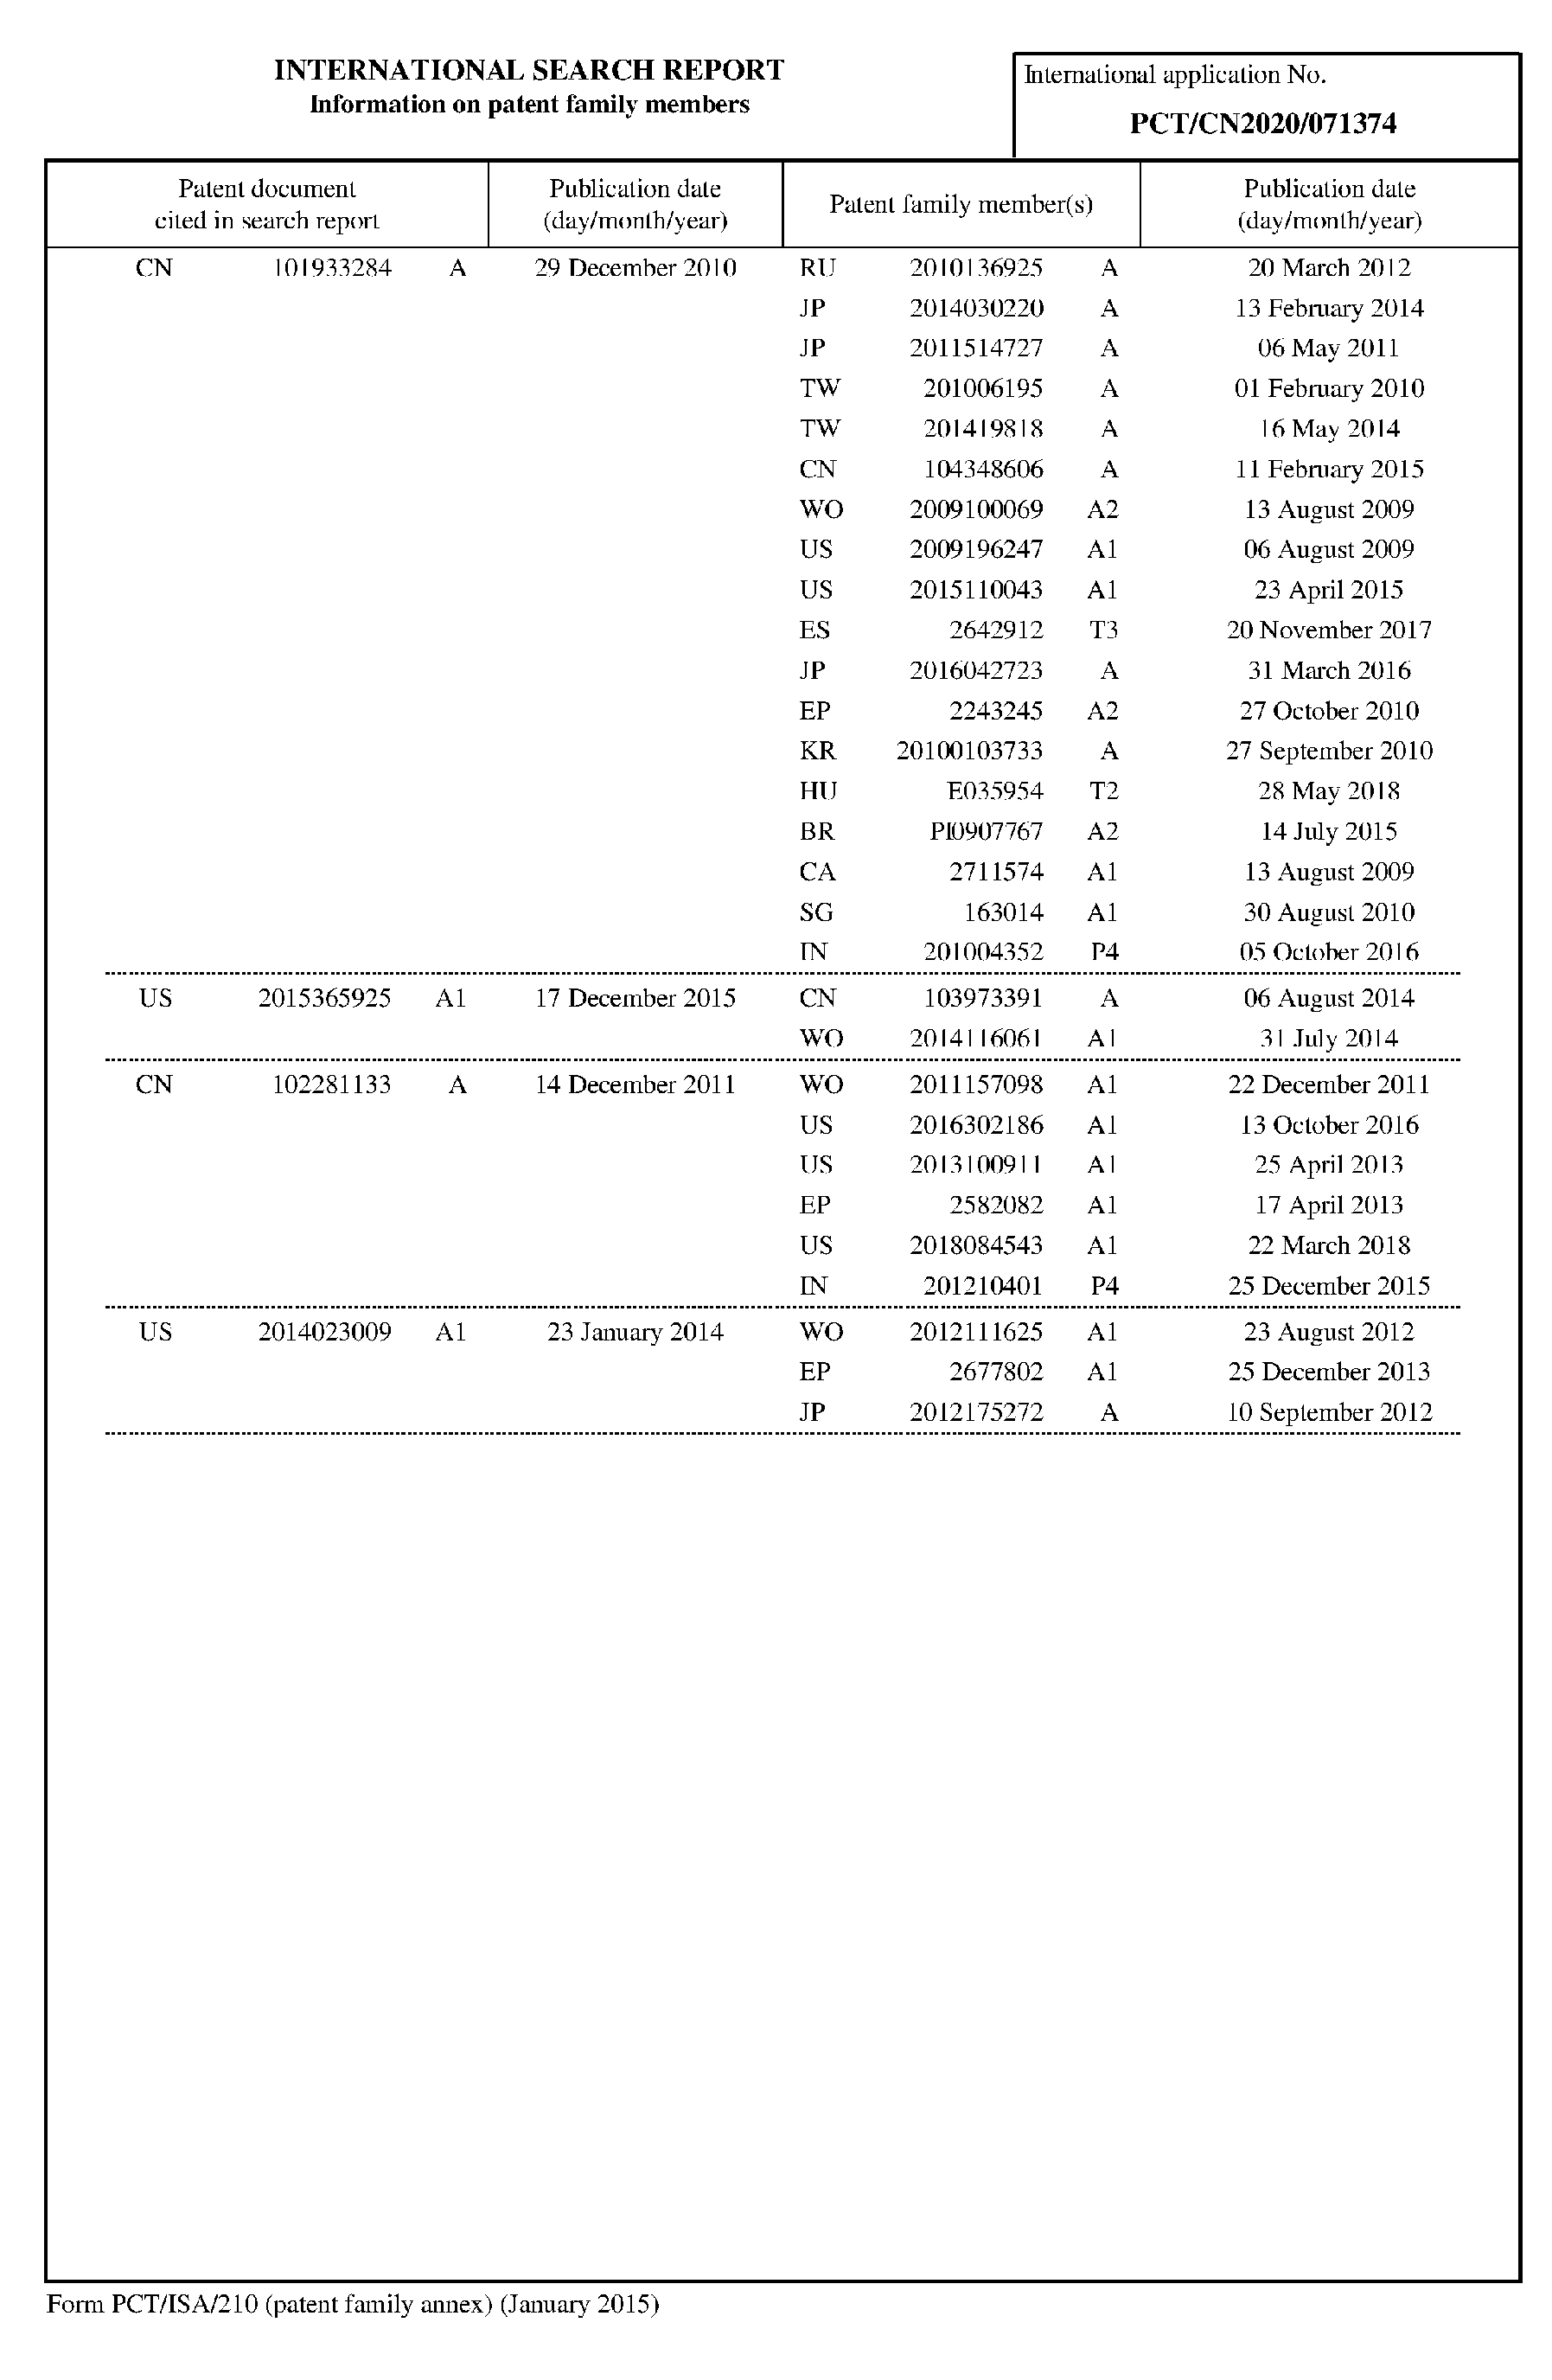 INTERNATIONAL SEARCH REPORT
Information on patent family members
International application No.
PCT/CN2020/071374
Patent document cited in search report
Publication date (day/month/year)
Patent family member(s)
Publication date (day/month/year)
CN 101933284 A 29 December 2010 RU 2010136925 A 20 March 2012
JP 2014030220 A 13 February 2014
JP 2011514727 A 06 May 2011
TW 201006195 A 01 February 2010
TW 201419818 A 16 May 2014
CN 104348606 A 11 February 2015
WO 2009100069 A2 13 August 2009
US 2009196247 A1 06 August 2009
US 2015110043 A1 23 April 2015
ES 2642912 T3 20 November 2017
JP 2016042723 A 31 March 2016
EP 2243245 A2 27 October 2010
KR 20100103733 A 27 September 2010
HU E035954 T2 28 May 2018
BR PI0907767 A2 14 July 2015
CA 2711574 A1 13 August 2009
SG 163014 A1 30 August 2010
IN 201004352 P4 05 October 2016
US 2015365925 A1 17 December 2015 CN 103973391 A 06 August 2014
WO 2014116061 A1 31 July 2014
CN 102281133 A 14 December 2011 WO 2011157098 A1 22 December 2011
US 2016302186 A1 13 October 2016
US 2013100911 A1 25 April 2013
EP 2582082 A1 17 April 2013
US 2018084543 A1 22 March 2018
IN 201210401 P4 25 December 2015
US 2014023009 A1 23 January 2014 WO 2012111625 A1 23 August 2012
EP 2677802 A1 25 December 2013
JP 2012175272 A 10 September 2012
Form PCT/ISA/210 (patent family annex) (January 2015)